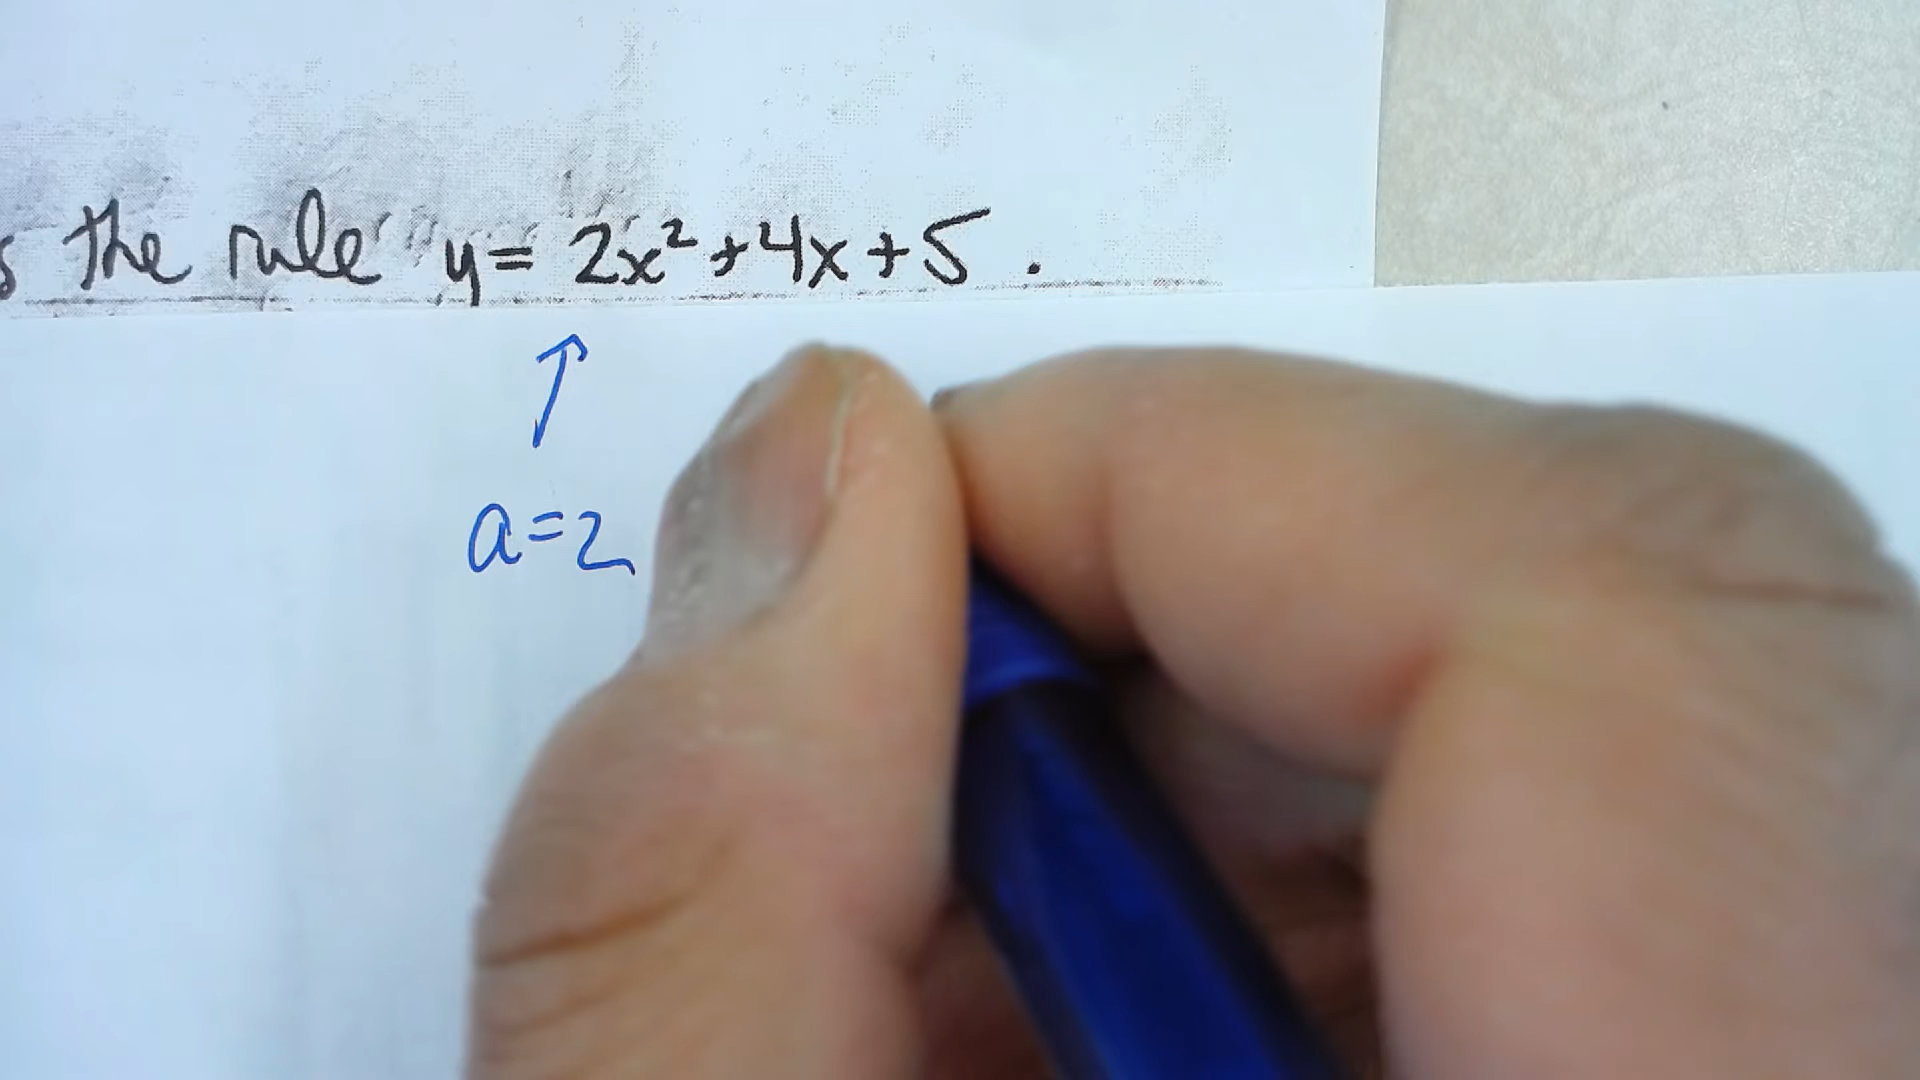 the rule y = 2x² + 4x + 5 .
a = 2